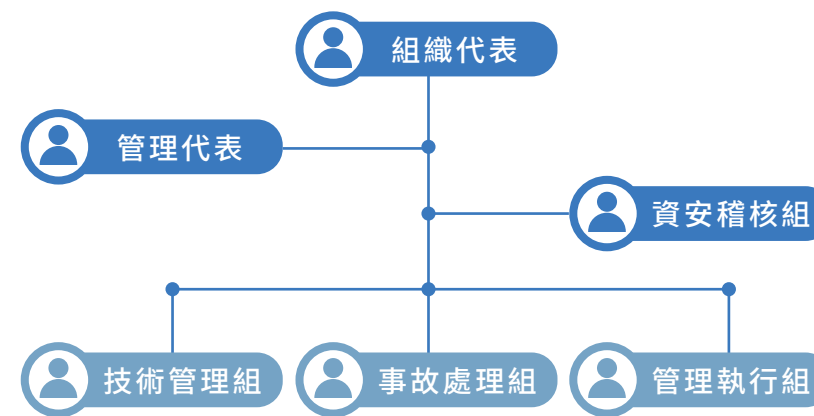 組織代表
管理代表
資安稽核組
技術管理組
事故處理組
管理執行組